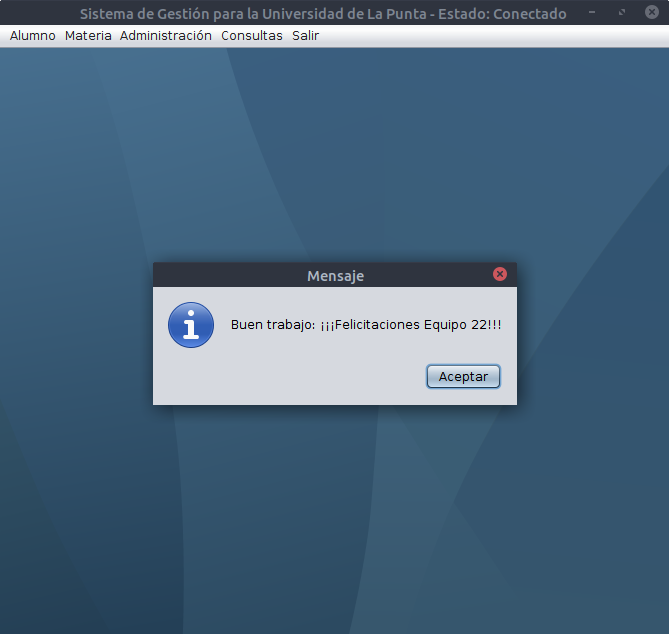 Sistema de Gestión para la Universidad de La Punta - Estado: Conectado
Alumno Materia Administración Consultas Salir
Mensaje
Buen trabajo: ¡¡¡Felicitaciones Equipo 22!!!
Aceptar